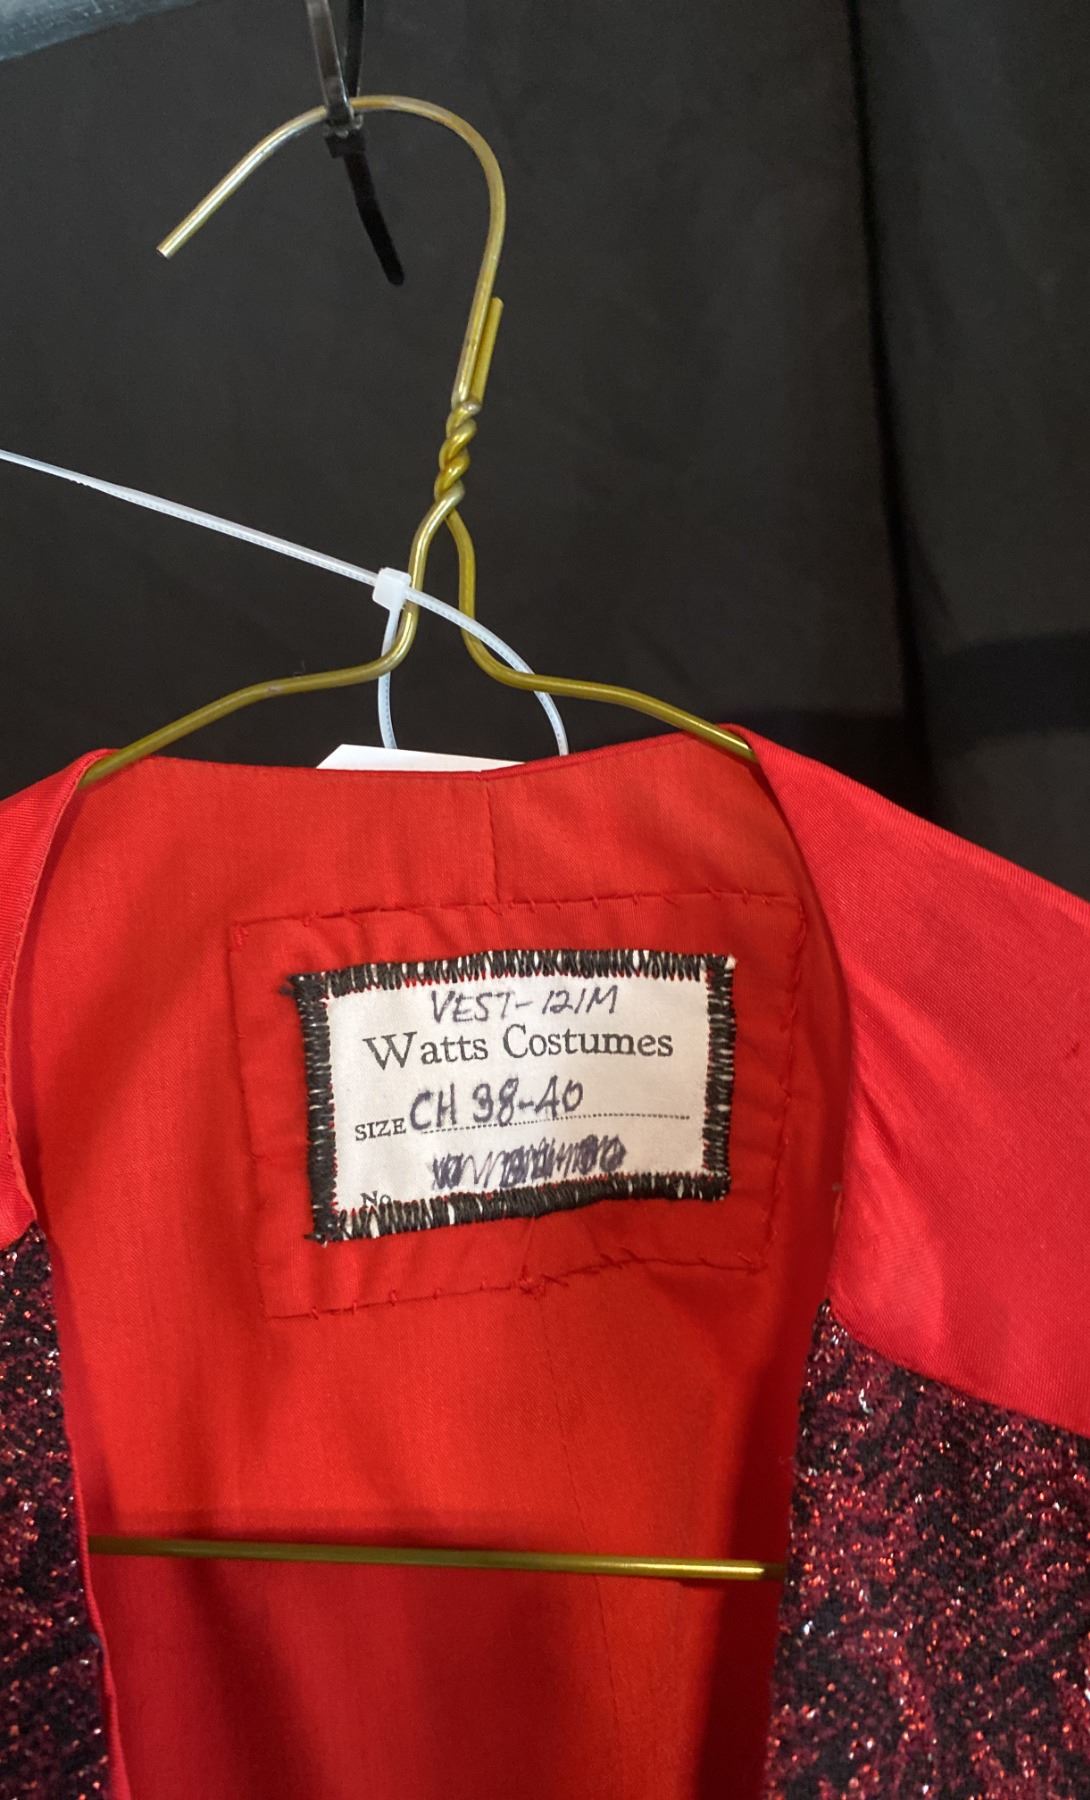 VEST-121M
Watts Costumes
SIZE CH 38-40
No.